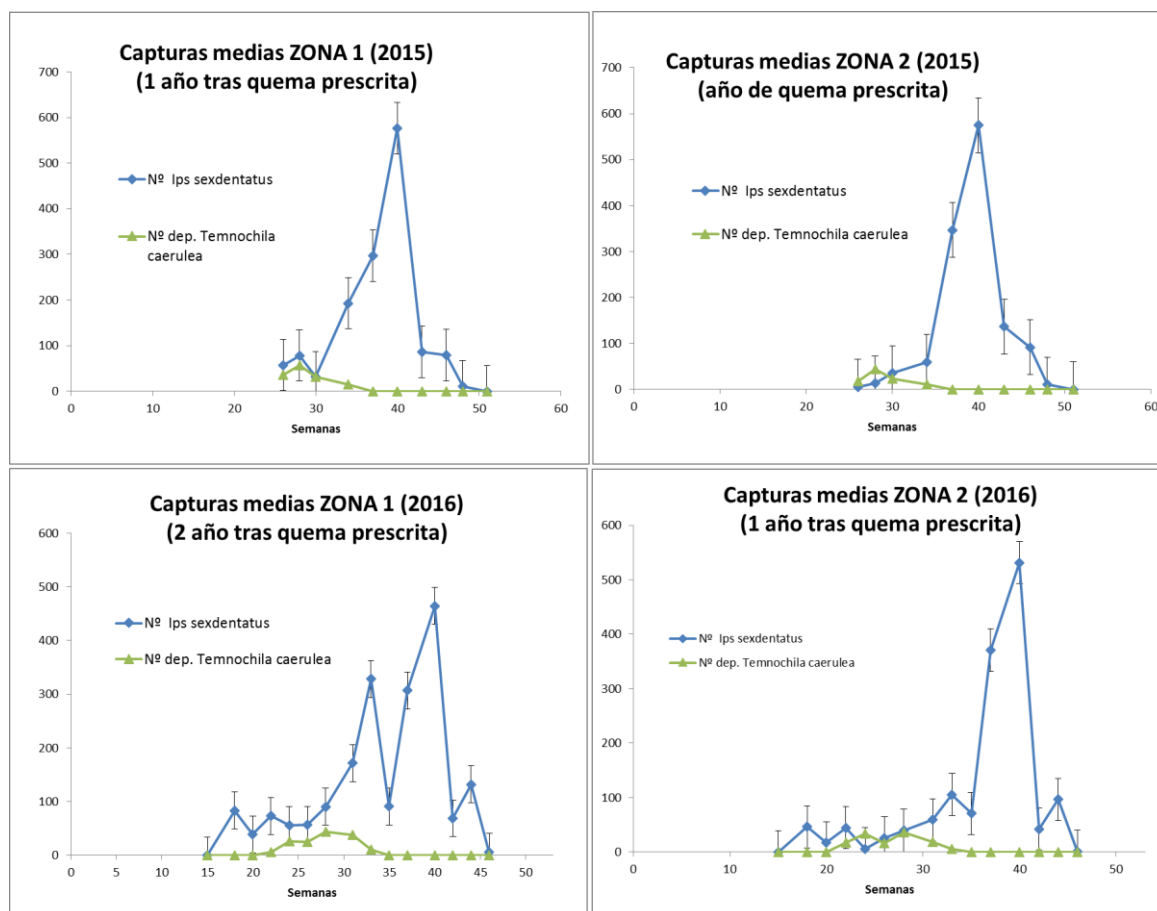 Capturas medias ZONA 1 (2015)
(1 año tras quema prescrita)
700
600
500
400
300
200
100
0
Nº Ips sexdentatus
Nº dep. Temnochila
caerulea
0 10 20 30 40 50 60
Semanas
Capturas medias ZONA 2 (2015)
(año de quema prescrita)
700
600
500
400
300
200
100
0
Nº Ips sexdentatus
Nº dep. Temnochila caerulea
0 10 20 30 40 50 60
Semanas
Capturas medias ZONA 1 (2016)
(2 año tras quema prescrita)
600
500
400
300
200
100
0
Nº Ips sexdentatus
Nº dep. Temnochila caerulea
0 5 10 15 20 25 30 35 40 45 50
Semanas
Capturas medias ZONA 2 (2016)
(1 año tras quema prescrita)
600
500
400
300
200
100
0
Nº Ips sexdentatus
Nº dep. Temnochila caerulea
0 10 20 30 40 50
Semanas